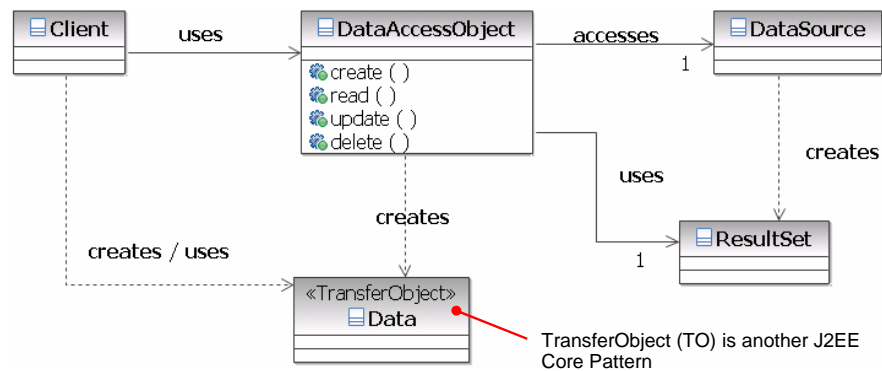 Client
uses
DataAccessObject
create ( )
read ( )
update ( )
delete ( )
accesses
1
DataSource
creates
uses
creates
creates / uses
1
ResultSet
«TransferObject»
Data
TransferObject (TO) is another J2EE
Core Pattern